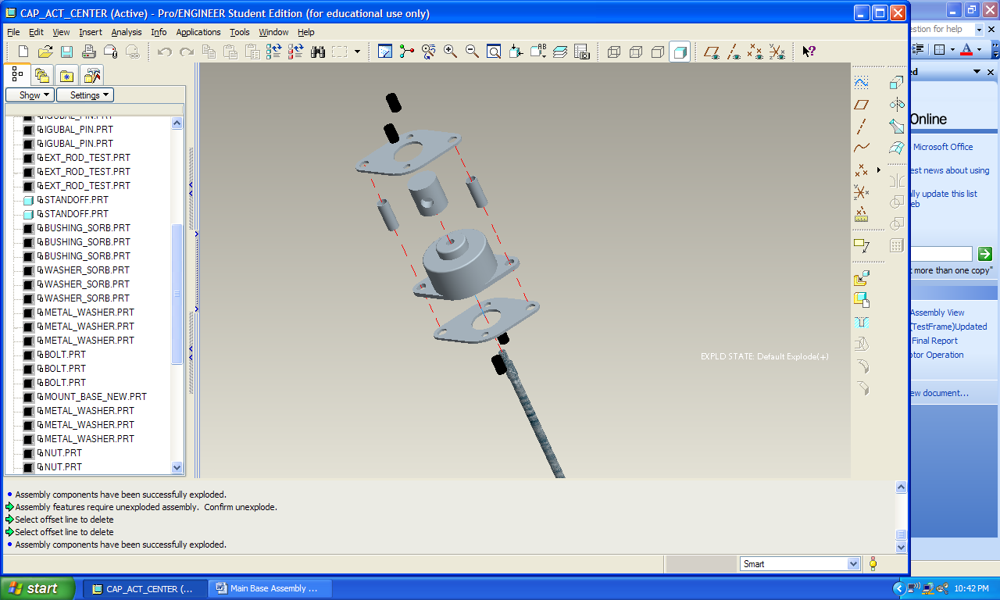 CAP_ACT_CENTER (Active) - Pro/ENGINEER Student Edition (for educational use only)
File Edit View Insert Analysis Info Applications Tools Window Help
Show Settings
IGUBAL_PIN.PRT
IGUBAL_PIN.PRT
IGUBAL_PIN.PRT
EXT_ROD_TEST.PRT
EXT_ROD_TEST.PRT
EXT_ROD_TEST.PRT
STANDOFF.PRT
STANDOFF.PRT
BUSHING_SORB.PRT
BUSHING_SORB.PRT
BUSHING_SORB.PRT
WASHER_SORB.PRT
WASHER_SORB.PRT
WASHER_SORB.PRT
METAL_WASHER.PRT
METAL_WASHER.PRT
METAL_WASHER.PRT
BOLT.PRT
BOLT.PRT
BOLT.PRT
MOUNT_BASE_NEW.PRT
METAL_WASHER.PRT
METAL_WASHER.PRT
METAL_WASHER.PRT
NUT.PRT
NUT.PRT
EXPLD STATE: Default Explode(+)
Assembly components have been successfully exploded.
Assembly features require unexploded assembly. Confirm unexplode.
Select offset line to delete
Select offset line to delete
Assembly components have been successfully exploded.
Smart
estion for help
ed
Online
Microsoft Office
est news about using
lly update this list
eb
more than one copy"
Assembly View
(TestFrame)Updated
Final Report
otor Operation
ew document...
start
CAP_ACT_CENTER (...
Main Base Assembly ...
10:42 PM